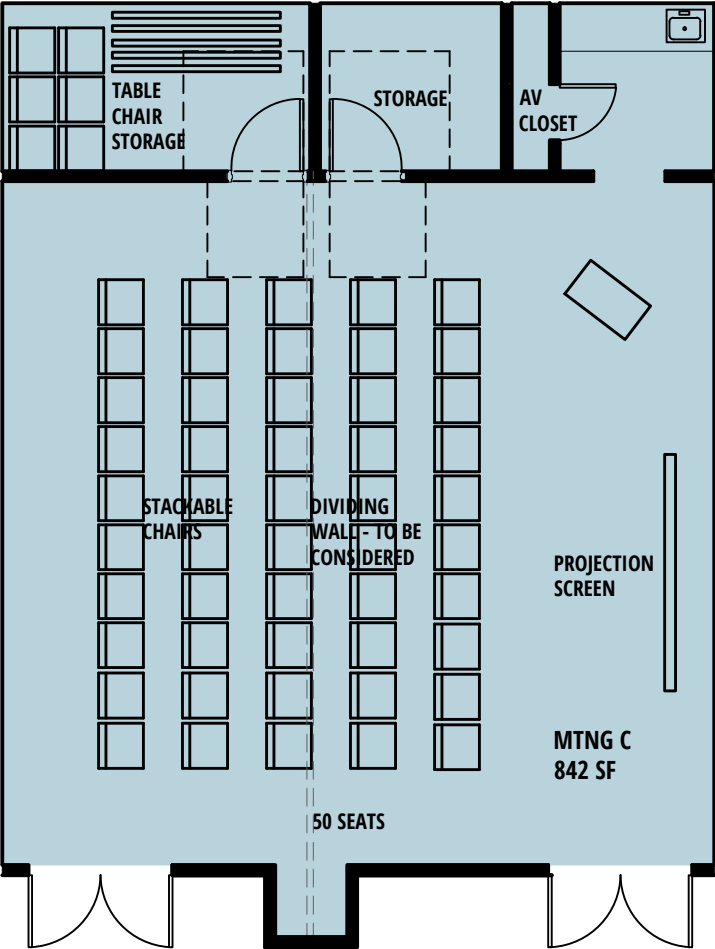 TABLE
CHAIR
STORAGE
STORAGE
AV
CLOSET
STACKABLE
CHAIRS
DIVIDING
WALL - TO BE
CONSIDERED
PROJECTION
SCREEN
MTNG C
842 SF
50 SEATS